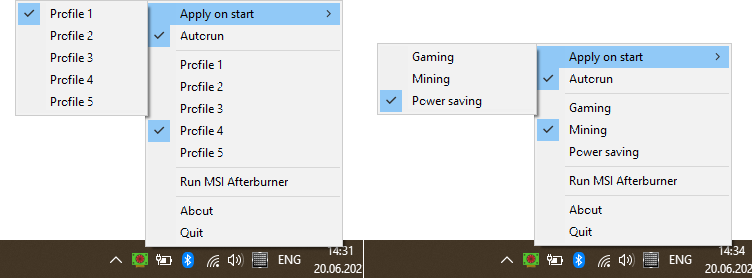 Profile 1
Profile 2
Profile 3
Profile 4
Profile 5
Apply on start
Autorun
Profile 1
Profile 2
Profile 3
Profile 4
Profile 5
Run MSI Afterburner
About
Quit
ENG
14:31
20.06.202
Gaming
Mining
Power saving
Apply on start
Autorun
Gaming
Mining
Power saving
Run MSI Afterburner
About
Quit
ENG
14:34
20.06.202